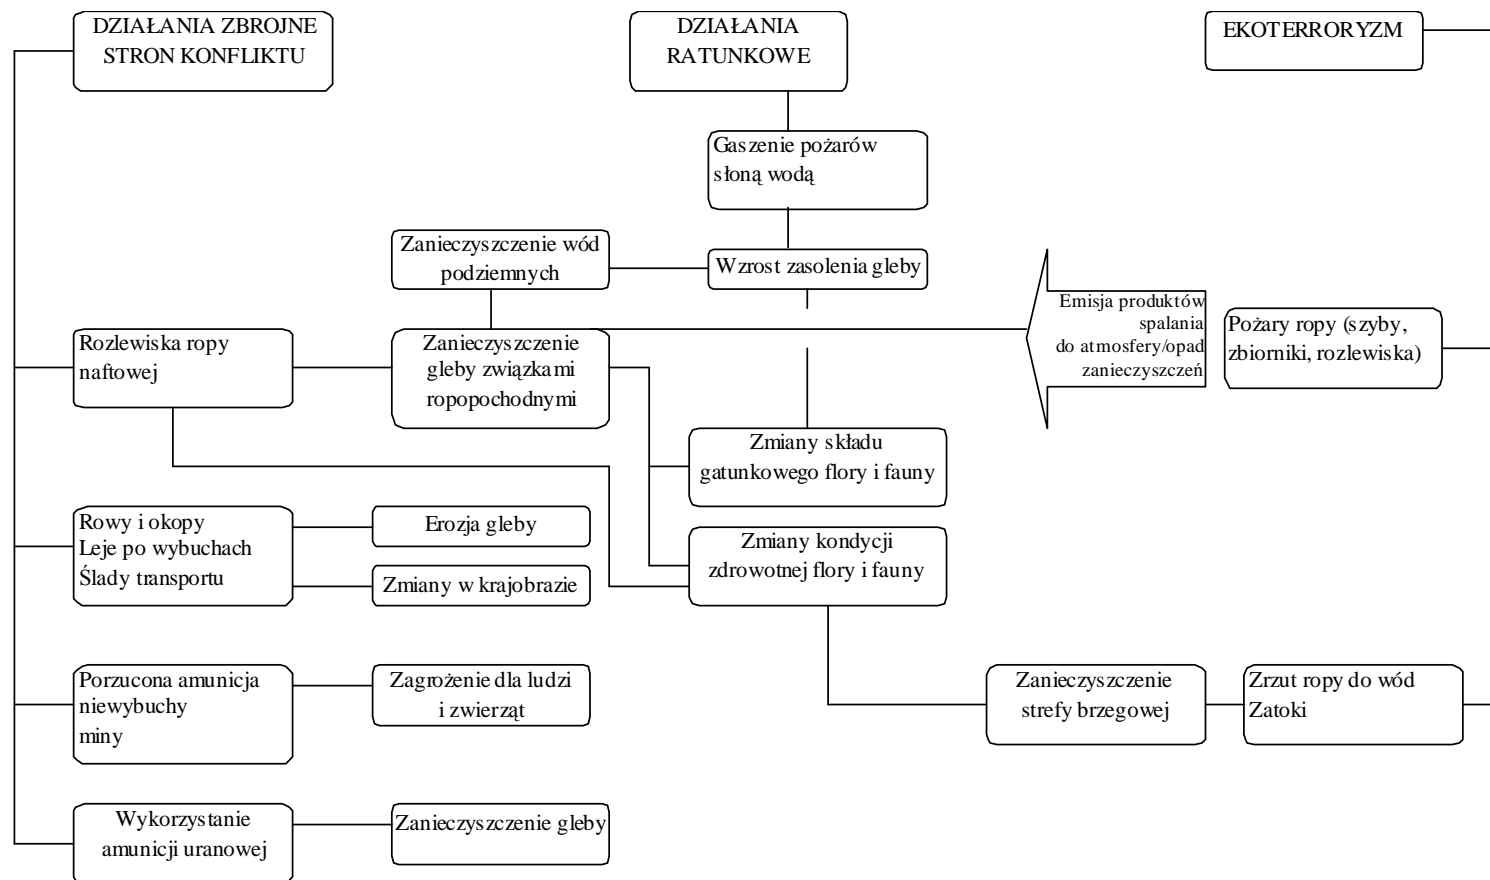 DZIAŁANIA ZBROJNE
STRON KONFLIKTU
DZIAŁANIA
RATUNKOWE
EKOTERRORYZM
Gaszenie pożarów
słoną wodą
Zanieczyszczenie wód
podziemnych
Wzrost zasolenia gleby
Rozlewiska ropy
naftowej
Zanieczyszczenie
gleby związkami
ropopochodnymi
Emisja produktów
spalania
do atmosfery/opad
zanieczyszczeń
Pożary ropy (szyby,
zbiorniki, rozlewiska)
Zmiany składu
gatunkowego flory i fauny
Rowy i okopy
Leje po wybuchach
Ślady transportu
Erozja gleby
Zmiany w krajobrazie
Zmiany kondycji
zdrowotnej flory i fauny
Porzucona amunicja
niewybuchy
miny
Zagrożenie dla ludzi
i zwierząt
Zanieczyszczenie
strefy brzegowej
Zrzut ropy do wód
Zatoki
Wykorzystanie
amunicji uranowej
Zanieczyszczenie gleby